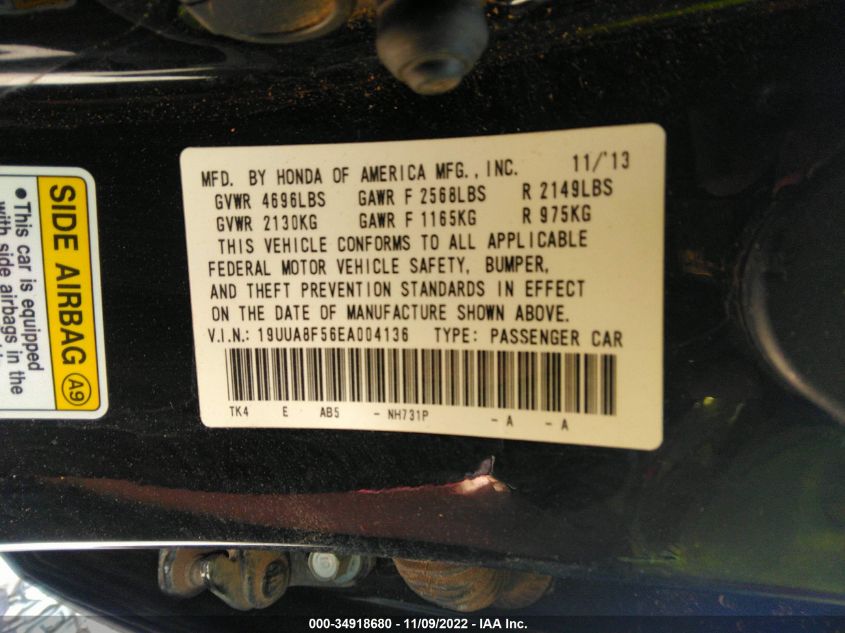 MFD. BY HONDA OF AMERICA MFG., INC. 11/'13
GVWR 4696LBS GAWR F 2568LBS R 2149LBS
GVWR 2130KG GAWR F 1165KG R 975KG
THIS VEHICLE CONFORMS TO ALL APPLICABLE
FEDERAL MOTOR VEHICLE SAFETY, BUMPER,
AND THEFT PREVENTION STANDARDS IN EFFECT
ON THE DATE OF MANUFACTURE SHOWN ABOVE.
V.I.N.: 19UUA8F56EA004136 TYPE: PASSENGER CAR
TK4 E AB5 - NH731P - A - A
SIDE AIRBAG A9
• This car is equipped
with side airbags in the
000-34918680 - 11/09/2022 - IAA Inc.